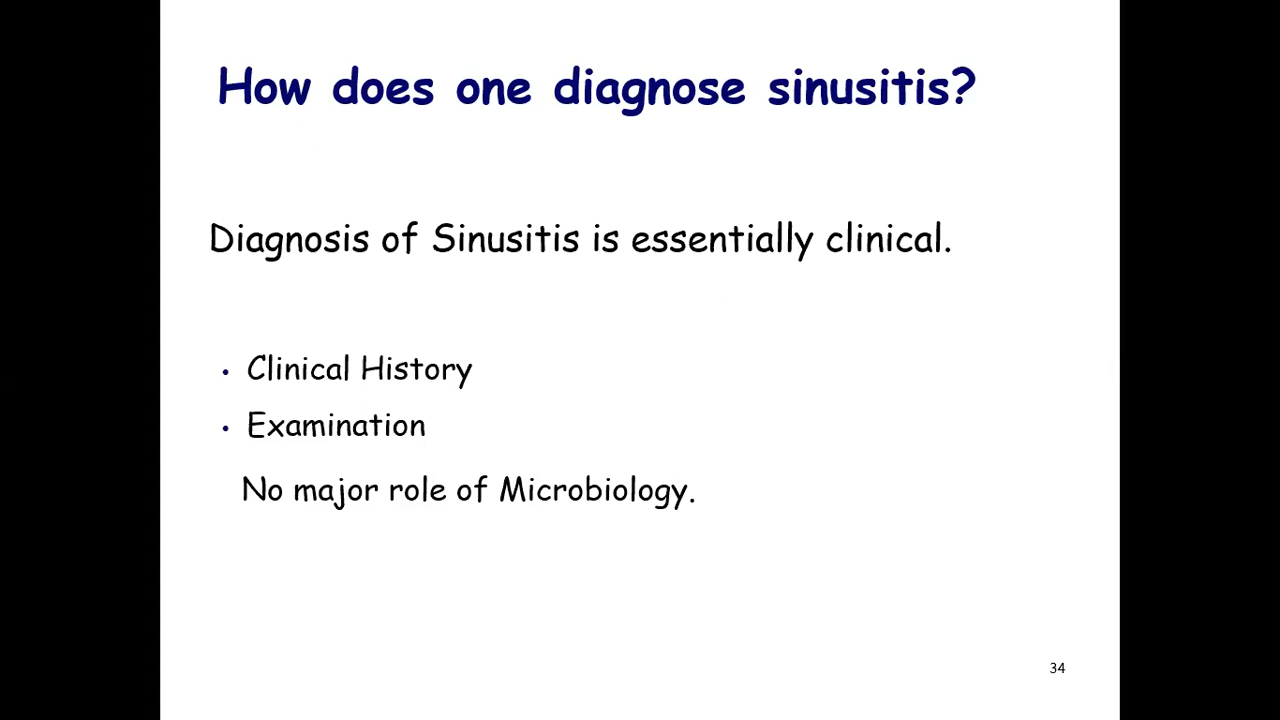 How does one diagnose sinusitis?
Diagnosis of Sinusitis is essentially clinical.
• Clinical History
• Examination
No major role of Microbiology.
34